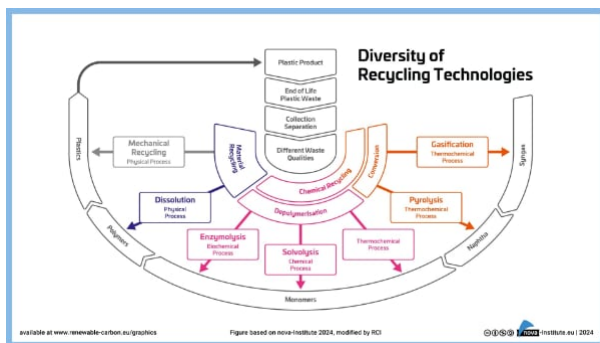 Diversity of
Recycling Technologies
Plastic Product
End of Life
Plastic Waste
Collection
Separation
Different Waste
Qualities
Plastics
Mechanical
Recycling
Physical Process
Material
Recycling
Chemical Recycling
Conversion
Gasification
Thermochemical
Process
Syngas
Dissolution
Physical
Process
Depolymerisation
Pyrolysis
Thermochemical
Process
Polymers
Enzymolysis
Biochemical
Process
Solvolysis
Chemical
Process
Thermochemical
Process
Naphtha
Monomers
available at www.renewable-carbon.eu/graphics
Figure based on nova-Institute 2024, modified by RCI
nova-Institute.eu | 2024